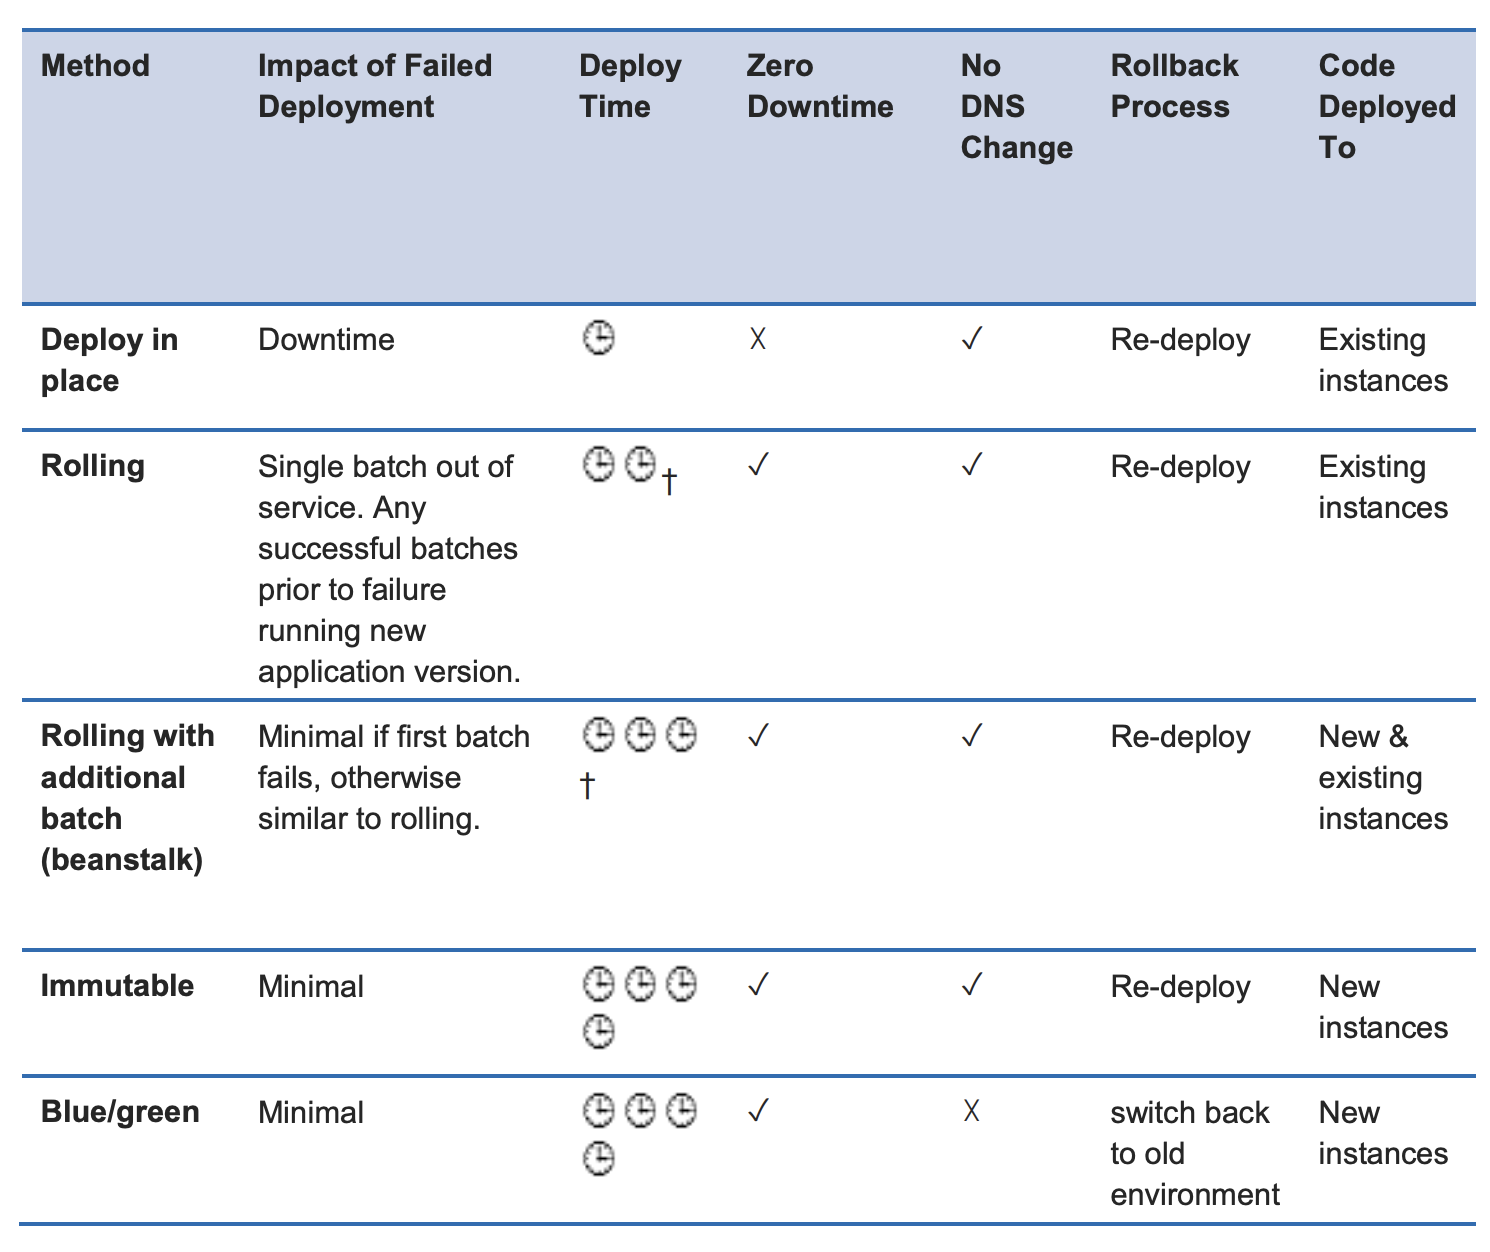 Method
Impact of Failed
Deployment
Deploy
Time
Zero
Downtime
No
DNS
Change
Rollback
Process
Code
Deployed
To
Deploy in
place
Downtime
🕒
X
✓
Re-deploy
Existing
instances
Rolling
Single batch out of
service. Any
successful batches
prior to failure
running new
application version.
🕒🕒†
✓
✓
Re-deploy
Existing
instances
Rolling with
additional
batch
(beanstalk)
Minimal if first batch
fails, otherwise
similar to rolling.
🕒🕒🕒
†
✓
✓
Re-deploy
New &
existing
instances
Immutable
Minimal
🕒🕒🕒
🕒
✓
✓
Re-deploy
New
instances
Blue/green
Minimal
🕒🕒🕒
🕒
✓
X
switch back
to old
environment
New
instances